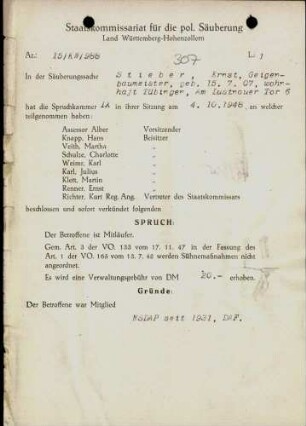 Staatskommissariat für die pol. Säuberung
Land Württemberg-Hohenzollern
Az.: 15/KB/966
307
L: 1
In der Säuberungssache Stieber, Ernst, Geigen-
baumeister, geb. 15. 7. 07, wohn-
haft Tübingen, Am Lustnauer Tor 6
hat die Spruchkammer IX in ihrer Sitzung am 4. 10. 1948, an welcher
teilgenommen haben:
Assessor Alber Vorsitzender
Knapp, Hans Beisitzer
Veith, Martha "
Schulze, Charlotte "
Weimr, Karl "
Karl, Julius "
Klett, Martin "
Renner, Ernst "
Richter, Kurt Reg. Ang. Vertreter des Staatskommissars
beschlossen und sofort verkündet folgenden
SPRUCH:
Der Betroffene ist Mitläufer.
Gem. Art. 3 der VO. 133 vom 17. 11. 47 in der Fassung des
Art. 1 der VO. 165 vom 13. 7. 48 werden Sühnemaßnahmen nicht
angeordnet.
Es wird eine Verwaltungsgebühr von DM 20.- erhoben.
Gründe:
Der Betroffene war Mitglied
NSDAP seit 1931, DAF.